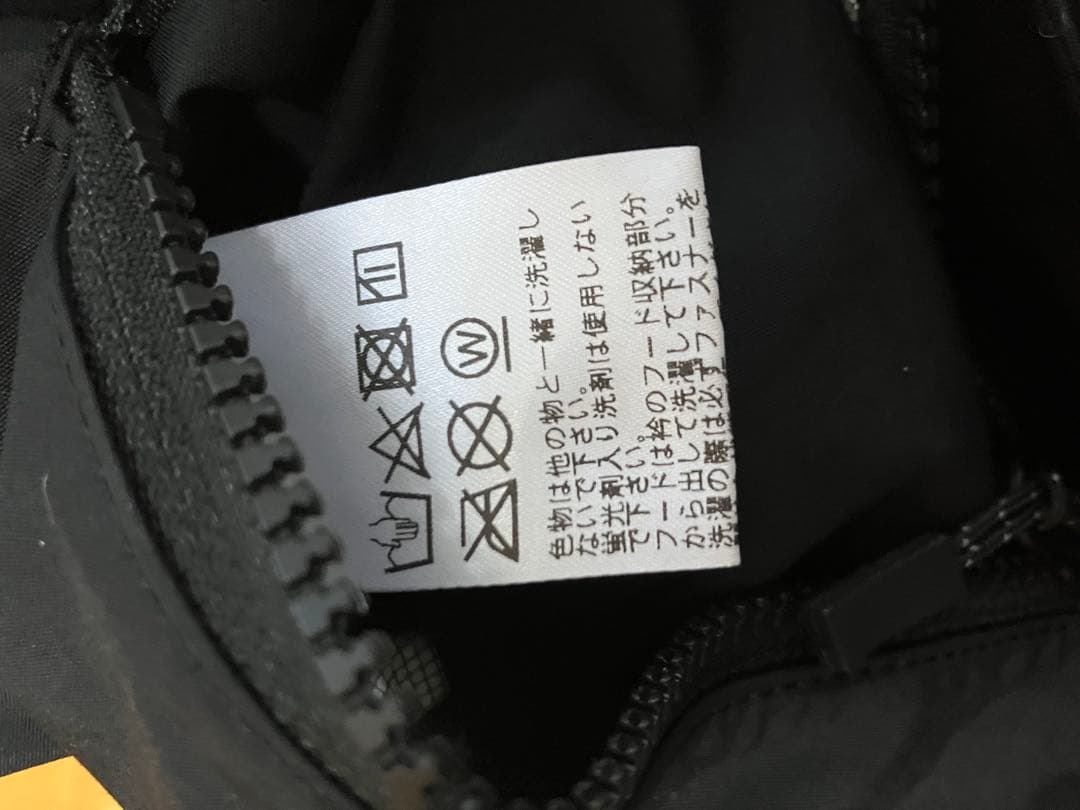 W
色物は他の物と一緒に洗濯し
ないで下さい。
蛍光剤入り洗剤は使用しない
で下さい。
フードは衿のフード収納部分
から出して洗濯して下さい。
洗濯の際は必ずファスナーを